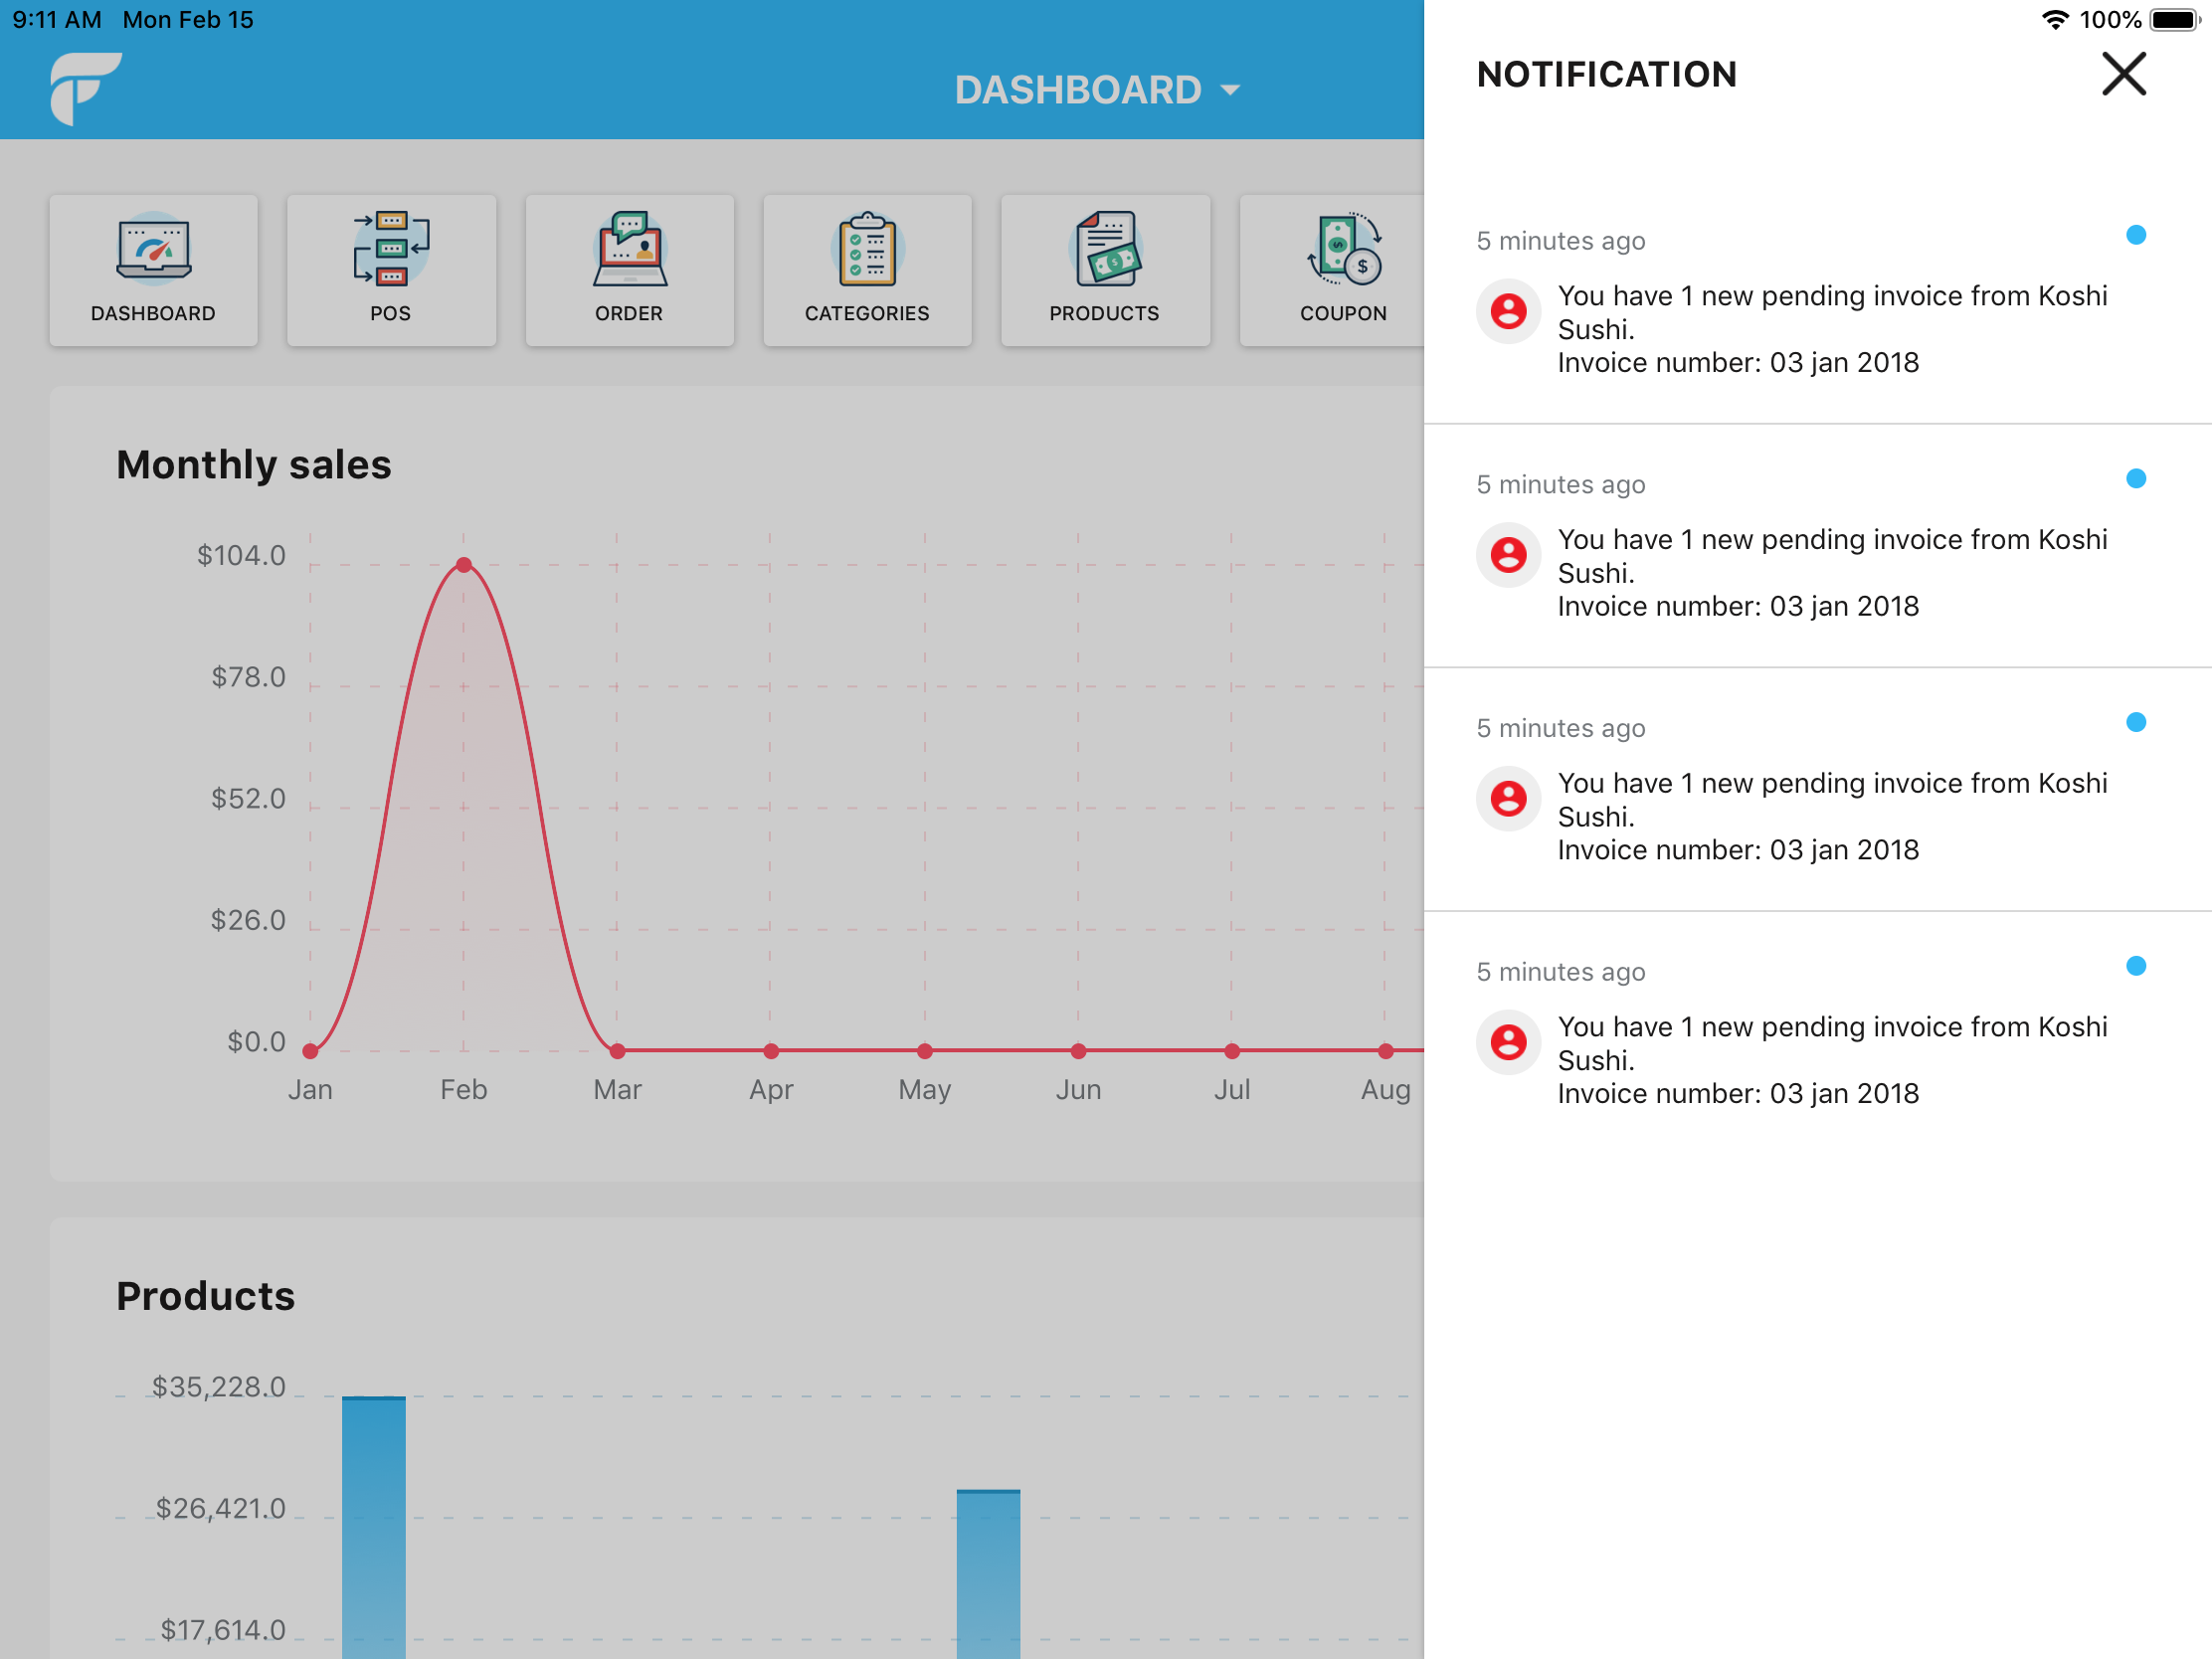 9:11 AM Mon Feb 15
100%
DASHBOARD
NOTIFICATION
DASHBOARD
POS
ORDER
CATEGORIES
PRODUCTS
COUPON
Monthly sales
$104.0
$78.0
$52.0
$26.0
$0.0
Jan Feb Mar Apr May Jun Jul Aug
Products
$35,228.0
$26,421.0
$17,614.0
5 minutes ago
You have 1 new pending invoice from Koshi
Sushi.
Invoice number: 03 jan 2018
5 minutes ago
You have 1 new pending invoice from Koshi
Sushi.
Invoice number: 03 jan 2018
5 minutes ago
You have 1 new pending invoice from Koshi
Sushi.
Invoice number: 03 jan 2018
5 minutes ago
You have 1 new pending invoice from Koshi
Sushi.
Invoice number: 03 jan 2018